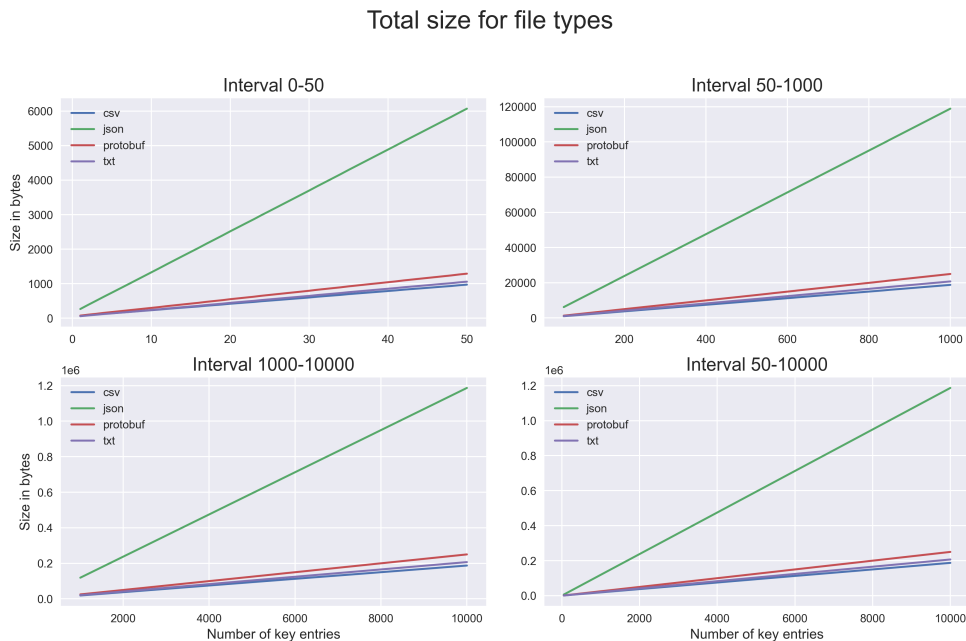 Total size for file types
Interval 0-50
Size in bytes
6000
5000
4000
3000
2000
1000
0
0 10 20 30 40 50
csv
json
protobuf
txt
Interval 50-1000
120000
100000
80000
60000
40000
20000
0
200 400 600 800 1000
csv
json
protobuf
txt
Interval 1000-10000
1e6
Size in bytes
1.2
1.0
0.8
0.6
0.4
0.2
0.0
2000 4000 6000 8000 10000
Number of key entries
csv
json
protobuf
txt
Interval 50-10000
1e6
1.2
1.0
0.8
0.6
0.4
0.2
0.0
0 2000 4000 6000 8000 10000
Number of key entries
csv
json
protobuf
txt